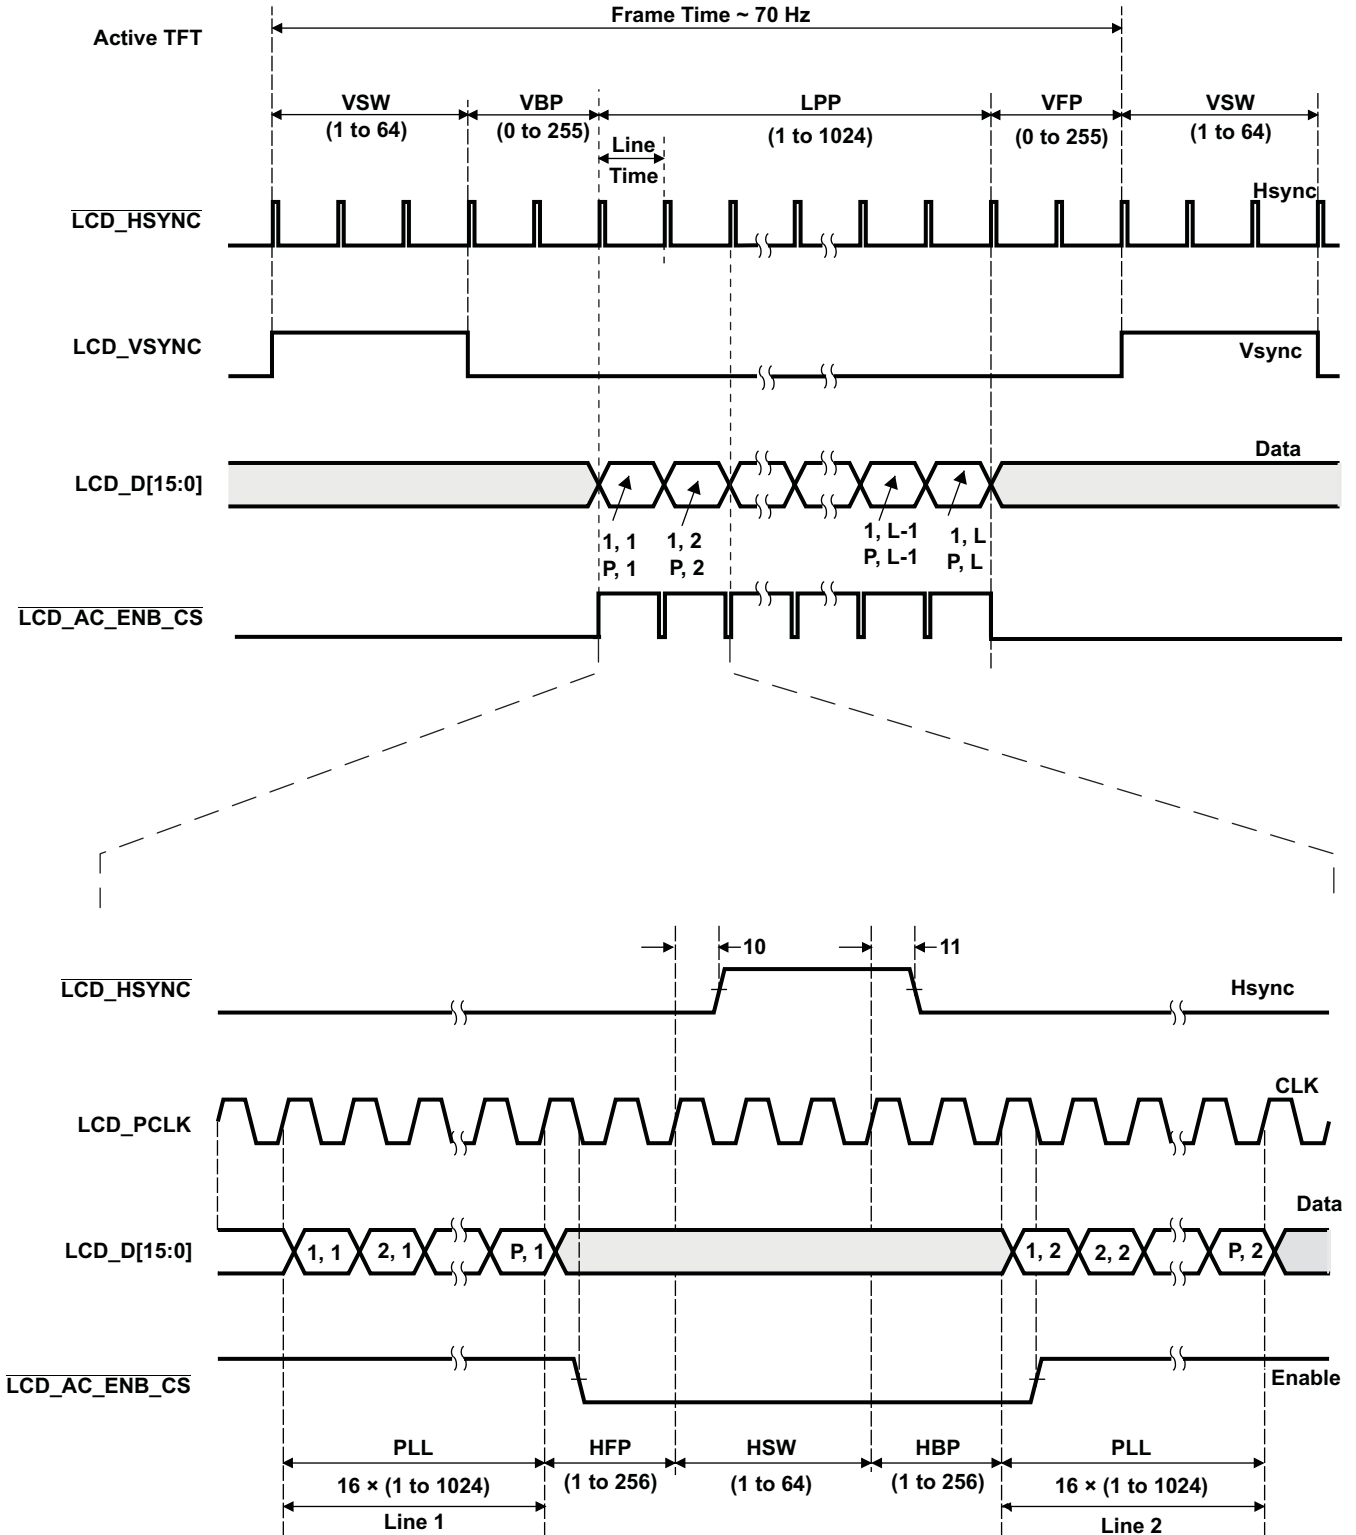 Frame Time ~ 70 Hz
Active TFT
VSW VBP LPP VFP VSW
(1 to 64) (0 to 255) (1 to 1024) (0 to 255) (1 to 64)
Line
Time
Hsync
LCD_HSYNC
LCD_VSYNC
Vsync
Data
LCD_D[15:0]
1, 1 1, 2 1, L-1 1, L
P, 1 P, 2 P, L-1 P, L
LCD_AC_ENB_CS
10 11
LCD_HSYNC
Hsync
CLK
LCD_PCLK
Data
LCD_D[15:0]
1, 1 2, 1 P, 1 1, 2 2, 2 P, 2
LCD_AC_ENB_CS
Enable
PLL HFP HSW HBP PLL
16 × (1 to 1024) (1 to 256) (1 to 64) (1 to 256) 16 × (1 to 1024)
Line 1 Line 2